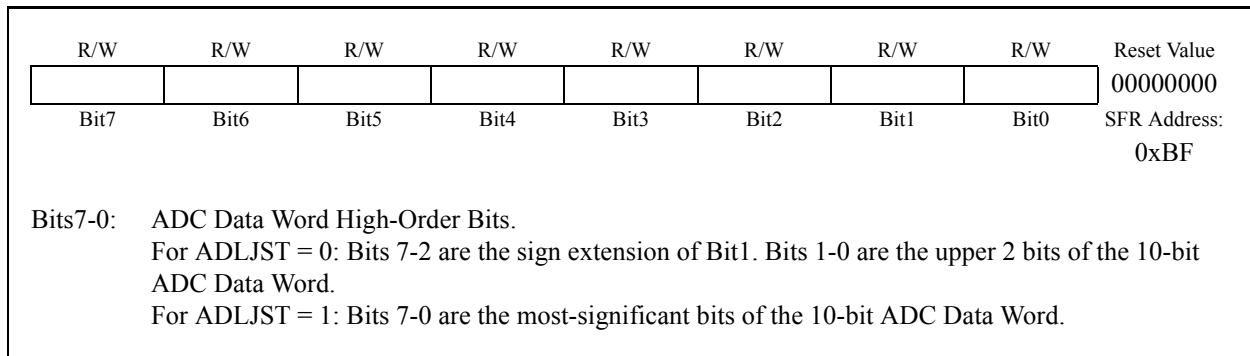 R/W R/W R/W R/W R/W R/W R/W R/W Reset Value
00000000
Bit7 Bit6 Bit5 Bit4 Bit3 Bit2 Bit1 Bit0 SFR Address:
0xBF
Bits7-0: ADC Data Word High-Order Bits.
For ADLJST = 0: Bits 7-2 are the sign extension of Bit1. Bits 1-0 are the upper 2 bits of the 10-bit
ADC Data Word.
For ADLJST = 1: Bits 7-0 are the most-significant bits of the 10-bit ADC Data Word.